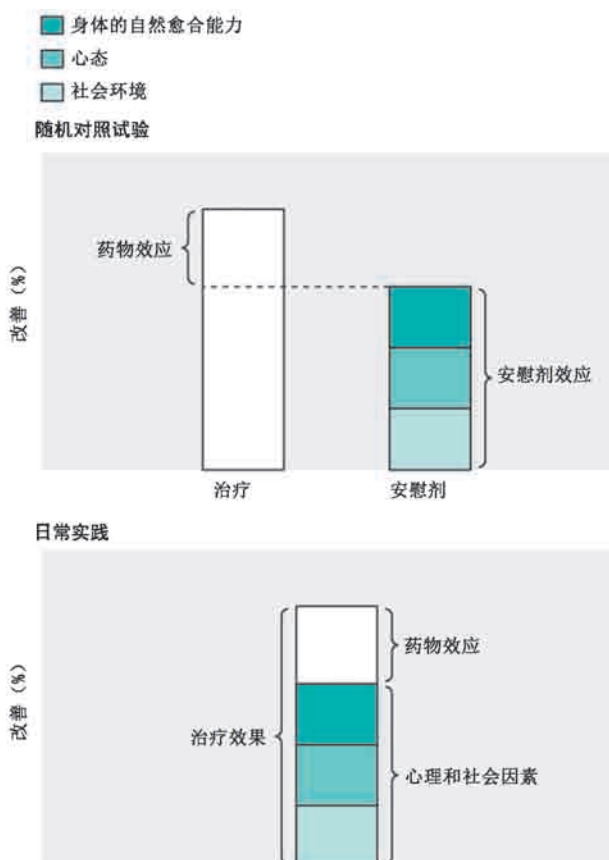 身体的自然愈合能力
心态
社会环境
随机对照试验
改善（%）
药物效应
安慰剂效应
治疗
安慰剂
日常实践
改善（%）
药物效应
治疗效果
心理和社会因素